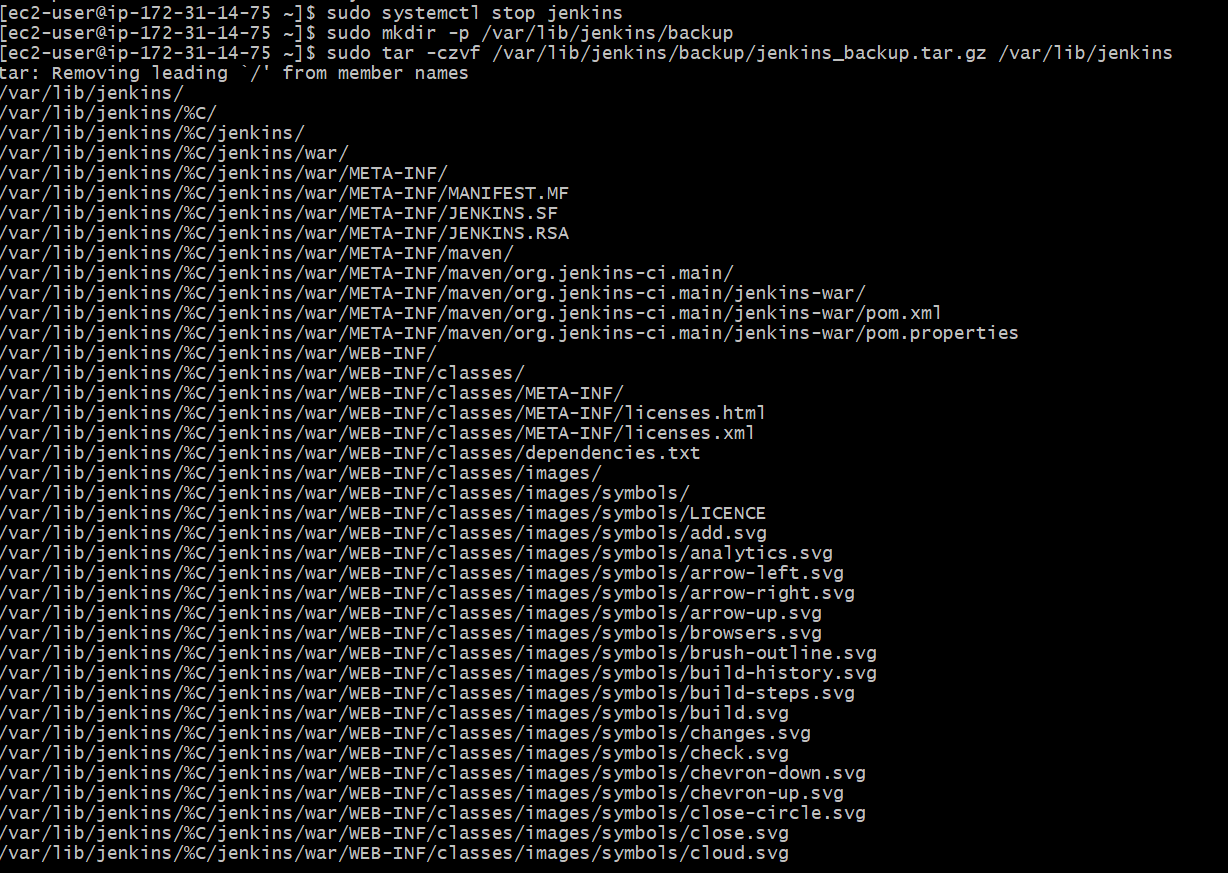 [ec2-user@ip-172-31-14-75 ~]$ sudo systemctl stop jenkins
[ec2-user@ip-172-31-14-75 ~]$ sudo mkdir -p /var/lib/jenkins/backup
[ec2-user@ip-172-31-14-75 ~]$ sudo tar -czvf /var/lib/jenkins/backup/jenkins_backup.tar.gz /var/lib/jenkins
tar: Removing leading `/' from member names
/var/lib/jenkins/
/var/lib/jenkins/%C/
/var/lib/jenkins/%C/jenkins/
/var/lib/jenkins/%C/jenkins/war/
/var/lib/jenkins/%C/jenkins/war/META-INF/
/var/lib/jenkins/%C/jenkins/war/META-INF/MANIFEST.MF
/var/lib/jenkins/%C/jenkins/war/META-INF/JENKINS.SF
/var/lib/jenkins/%C/jenkins/war/META-INF/JENKINS.RSA
/var/lib/jenkins/%C/jenkins/war/META-INF/maven/
/var/lib/jenkins/%C/jenkins/war/META-INF/maven/org.jenkins-ci.main/
/var/lib/jenkins/%C/jenkins/war/META-INF/maven/org.jenkins-ci.main/jenkins-war/
/var/lib/jenkins/%C/jenkins/war/META-INF/maven/org.jenkins-ci.main/jenkins-war/pom.xml
/var/lib/jenkins/%C/jenkins/war/META-INF/maven/org.jenkins-ci.main/jenkins-war/pom.properties
/var/lib/jenkins/%C/jenkins/war/WEB-INF/
/var/lib/jenkins/%C/jenkins/war/WEB-INF/classes/
/var/lib/jenkins/%C/jenkins/war/WEB-INF/classes/META-INF/
/var/lib/jenkins/%C/jenkins/war/WEB-INF/classes/META-INF/licenses.html
/var/lib/jenkins/%C/jenkins/war/WEB-INF/classes/META-INF/licenses.xml
/var/lib/jenkins/%C/jenkins/war/WEB-INF/classes/dependencies.txt
/var/lib/jenkins/%C/jenkins/war/WEB-INF/classes/images/
/var/lib/jenkins/%C/jenkins/war/WEB-INF/classes/images/symbols/
/var/lib/jenkins/%C/jenkins/war/WEB-INF/classes/images/symbols/LICENCE
/var/lib/jenkins/%C/jenkins/war/WEB-INF/classes/images/symbols/add.svg
/var/lib/jenkins/%C/jenkins/war/WEB-INF/classes/images/symbols/analytics.svg
/var/lib/jenkins/%C/jenkins/war/WEB-INF/classes/images/symbols/arrow-left.svg
/var/lib/jenkins/%C/jenkins/war/WEB-INF/classes/images/symbols/arrow-right.svg
/var/lib/jenkins/%C/jenkins/war/WEB-INF/classes/images/symbols/arrow-up.svg
/var/lib/jenkins/%C/jenkins/war/WEB-INF/classes/images/symbols/browsers.svg
/var/lib/jenkins/%C/jenkins/war/WEB-INF/classes/images/symbols/brush-outline.svg
/var/lib/jenkins/%C/jenkins/war/WEB-INF/classes/images/symbols/build-history.svg
/var/lib/jenkins/%C/jenkins/war/WEB-INF/classes/images/symbols/build-steps.svg
/var/lib/jenkins/%C/jenkins/war/WEB-INF/classes/images/symbols/build.svg
/var/lib/jenkins/%C/jenkins/war/WEB-INF/classes/images/symbols/changes.svg
/var/lib/jenkins/%C/jenkins/war/WEB-INF/classes/images/symbols/check.svg
/var/lib/jenkins/%C/jenkins/war/WEB-INF/classes/images/symbols/chevron-down.svg
/var/lib/jenkins/%C/jenkins/war/WEB-INF/classes/images/symbols/chevron-up.svg
/var/lib/jenkins/%C/jenkins/war/WEB-INF/classes/images/symbols/close-circle.svg
/var/lib/jenkins/%C/jenkins/war/WEB-INF/classes/images/symbols/close.svg
/var/lib/jenkins/%C/jenkins/war/WEB-INF/classes/images/symbols/cloud.svg